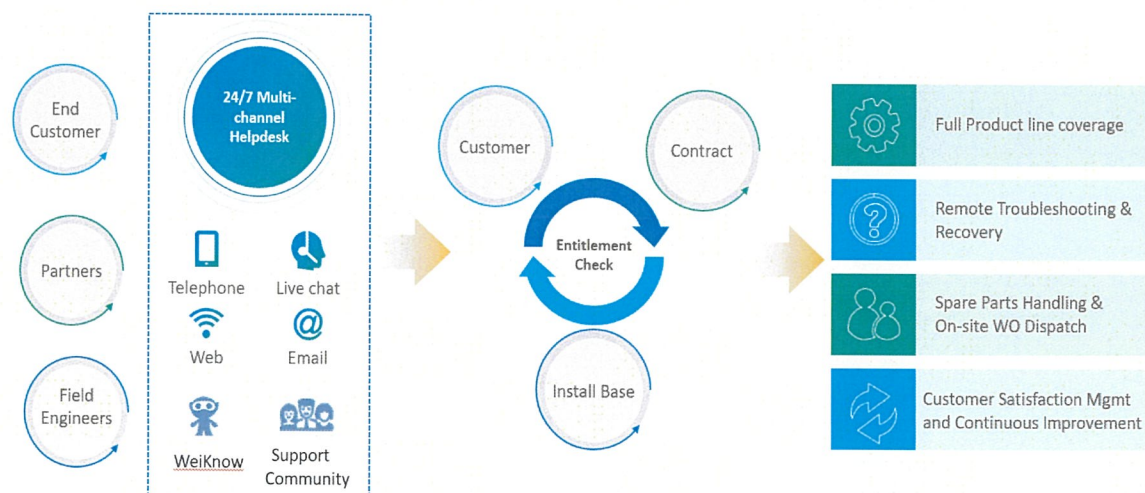 End
Customer
Partners
Field
Engineers
24/7 Multi-
channel
Helpdesk
Telephone
Live chat
Web
Email
WeiKnow
Support
Community
Customer
Contract
Entitlement
Check
Install Base
Full Product line coverage
Remote Troubleshooting &
Recovery
Spare Parts Handling &
On-site WO Dispatch
Customer Satisfaction Mgmt
and Continuous Improvement